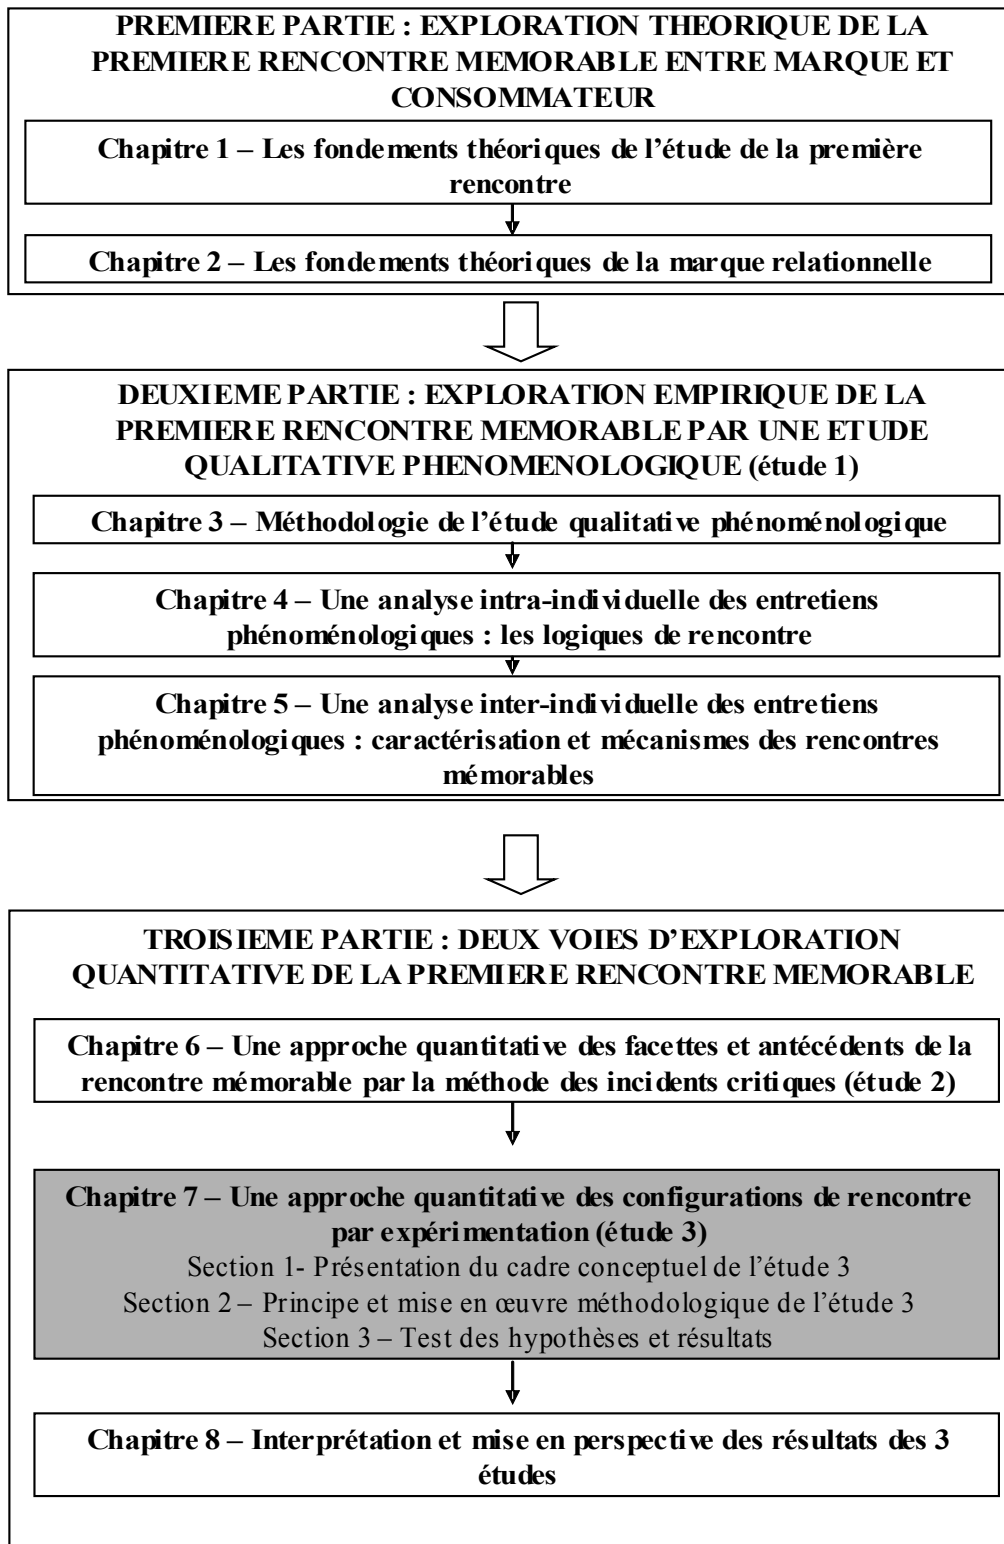 PREMIERE PARTIE : EXPLORATION THEORIQUE DE LA
PREMIERE RENCONTRE MEMORABLE ENTRE MARQUE ET
CONSOMMATEUR
Chapitre 1 – Les fondements théoriques de l'étude de la première
rencontre
Chapitre 2 – Les fondements théoriques de la marque relationnelle
DEUXIEME PARTIE : EXPLORATION EMPIRIQUE DE LA
PREMIERE RENCONTRE MEMORABLE PAR UNE ETUDE
QUALITATIVE PHENOMENOLOGIQUE (étude 1)
Chapitre 3 – Méthodologie de l'étude qualitative phénoménologique
Chapitre 4 – Une analyse intra-individuelle des entretiens
phénoménologiques : les logiques de rencontre
Chapitre 5 – Une analyse inter-individuelle des entretiens
phénoménologiques : caractérisation et mécanismes des rencontres
mémorables
TROISIEME PARTIE : DEUX VOIES D'EXPLORATION
QUANTITATIVE DE LA PREMIERE RENCONTRE MEMORABLE
Chapitre 6 – Une approche quantitative des facettes et antécédents de la
rencontre mémorable par la méthode des incidents critiques (étude 2)
Chapitre 7 – Une approche quantitative des configurations de rencontre
par expérimentation (étude 3)
Section 1- Présentation du cadre conceptuel de l'étude 3
Section 2 – Principe et mise en œuvre méthodologique de l'étude 3
Section 3 – Test des hypothèses et résultats
Chapitre 8 – Interprétation et mise en perspective des résultats des 3
études